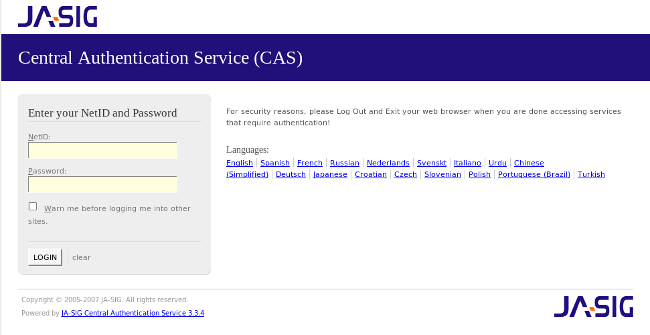 JA-SIG
Central Authentication Service (CAS)
Enter your NetID and Password
NetID:
Password:
Warn me before logging me into other
sites.
LOGIN clear
For security reasons, please Log Out and Exit your web browser when you are done accessing services
that require authentication!
Languages:
English Spanish French Russian Nederlands Svenskt Italiano Urdu Chinese
(Simplified) Deutsch Japanese Croatian Czech Slovenian Polish Portuguese (Brazil) Turkish
Copyright © 2005-2007 JA-SIG. All rights reserved.
Powered by JA-SIG Central Authentication Service 3.3.4
JA-SIG